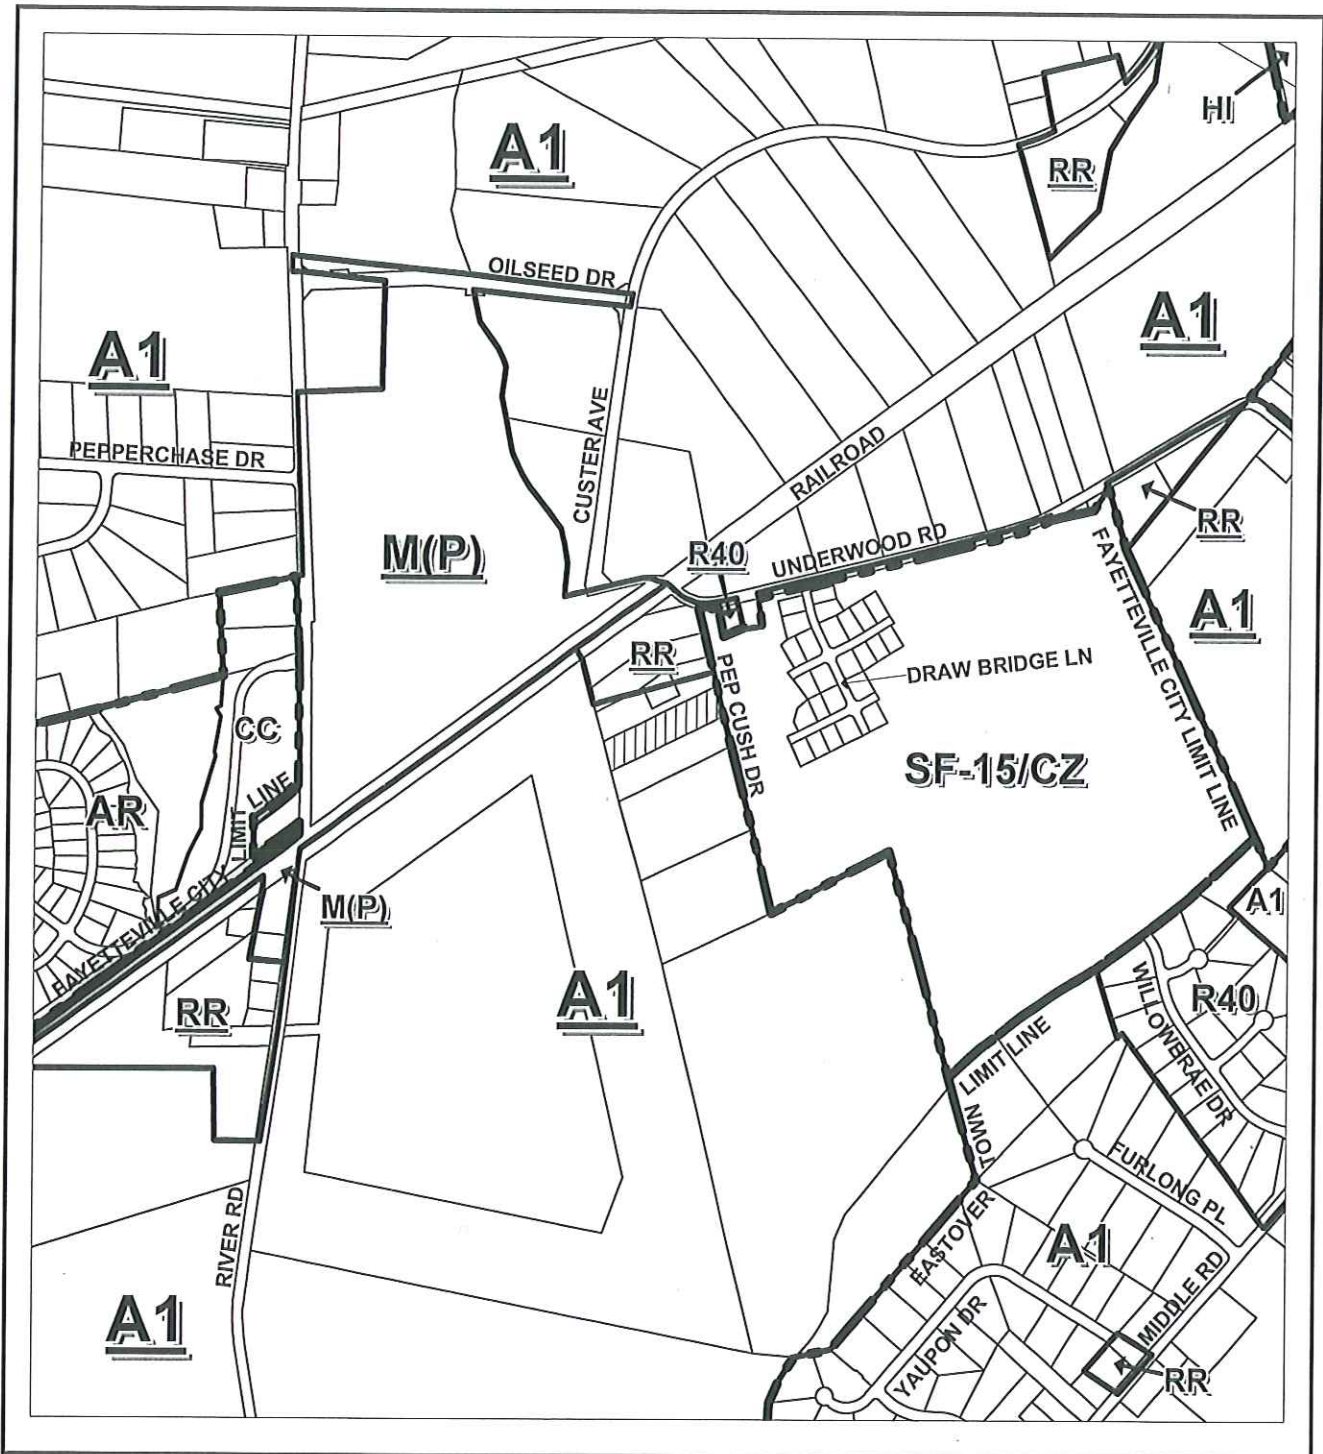 HI
A1
RR
OILSEED DR
A1
A1
CUSTER AVE
PEPPERCHASE DR
RAILROAD
M(P)
R40
UNDERWOOD RD
RR
FAYETTEVILLE CITY LIMIT LINE
A1
RR
PEP CUSH DR
DRAW BRIDGE LN
CC
SF-15/CZ
AR
FAYETTEVILLE CITY LIMIT LINE
M(P)
A1
A1
RR
WILLOWBRAE DR
R40
EASTOVER TOWN LIMIT LINE
FURLONG PL
RIVER RD
A1
A1
YAUPON DR
MIDDLE RD
RR